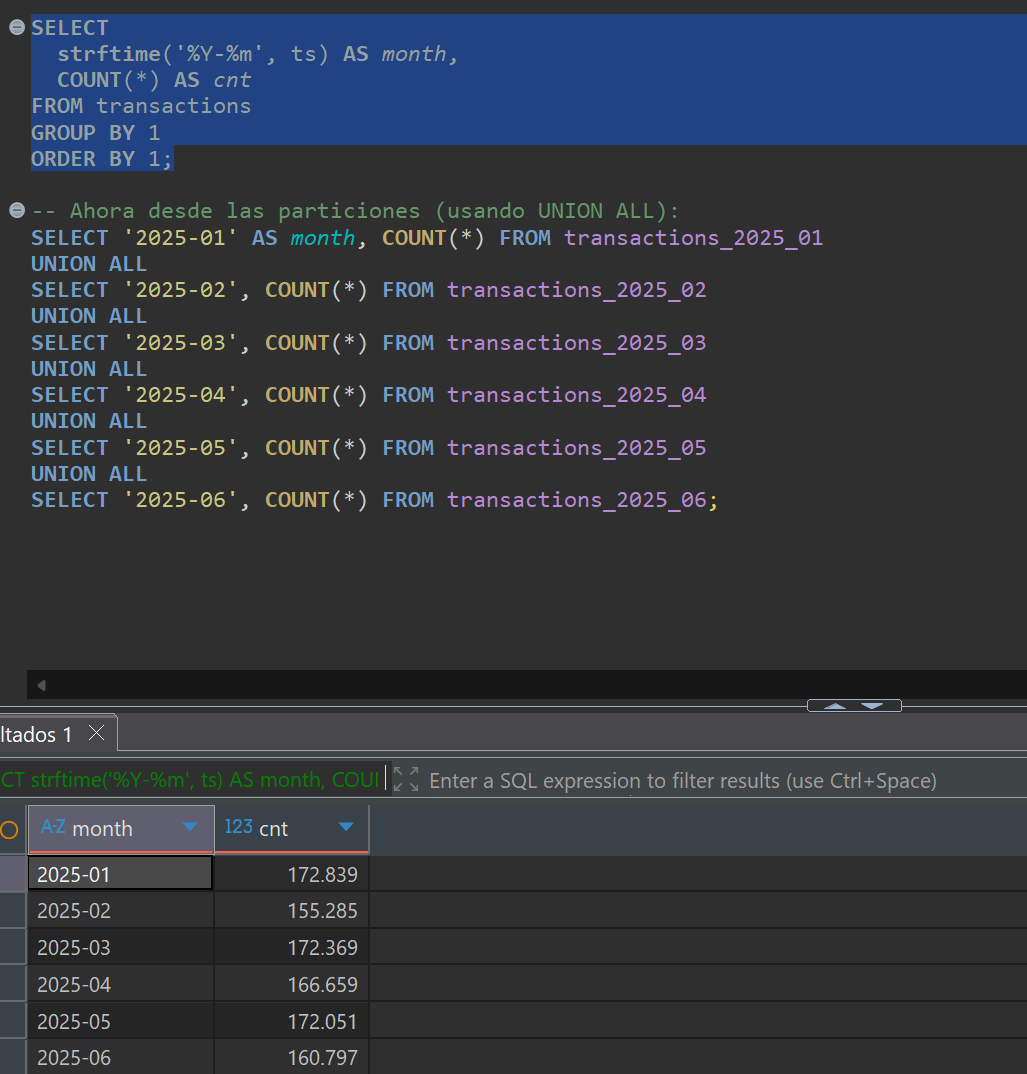 SELECT
strftime('%Y-%m', ts) AS month,
COUNT(*) AS cnt
FROM transactions
GROUP BY 1
ORDER BY 1;
-- Ahora desde las particiones (usando UNION ALL):
SELECT '2025-01' AS month, COUNT(*) FROM transactions_2025_01
UNION ALL
SELECT '2025-02', COUNT(*) FROM transactions_2025_02
UNION ALL
SELECT '2025-03', COUNT(*) FROM transactions_2025_03
UNION ALL
SELECT '2025-04', COUNT(*) FROM transactions_2025_04
UNION ALL
SELECT '2025-05', COUNT(*) FROM transactions_2025_05
UNION ALL
SELECT '2025-06', COUNT(*) FROM transactions_2025_06;
ltados 1
CT strftime('%Y-%m', ts) AS month, COUI Enter a SQL expression to filter results (use Ctrl+Space)
A-Z month 123 cnt
2025-01 172.839
2025-02 155.285
2025-03 172.369
2025-04 166.659
2025-05 172.051
2025-06 160.797